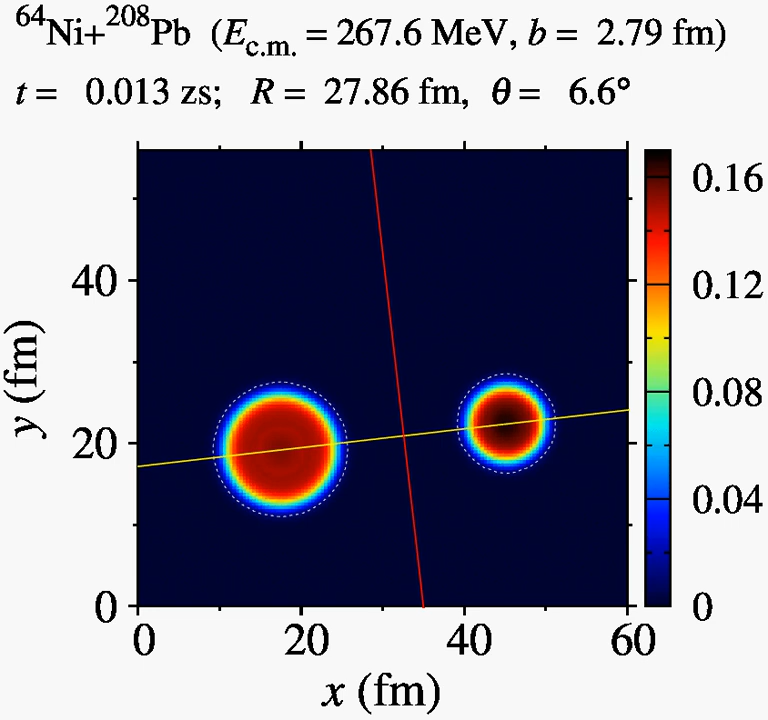 ⁶⁴Ni+²⁰⁸Pb (E_c.m. = 267.6 MeV, b = 2.79 fm)
t = 0.013 zs; R = 27.86 fm, θ = 6.6°
0.16
0.12
0.08
0.04
0
40
20
0
y (fm)
0 20 40 60
x (fm)